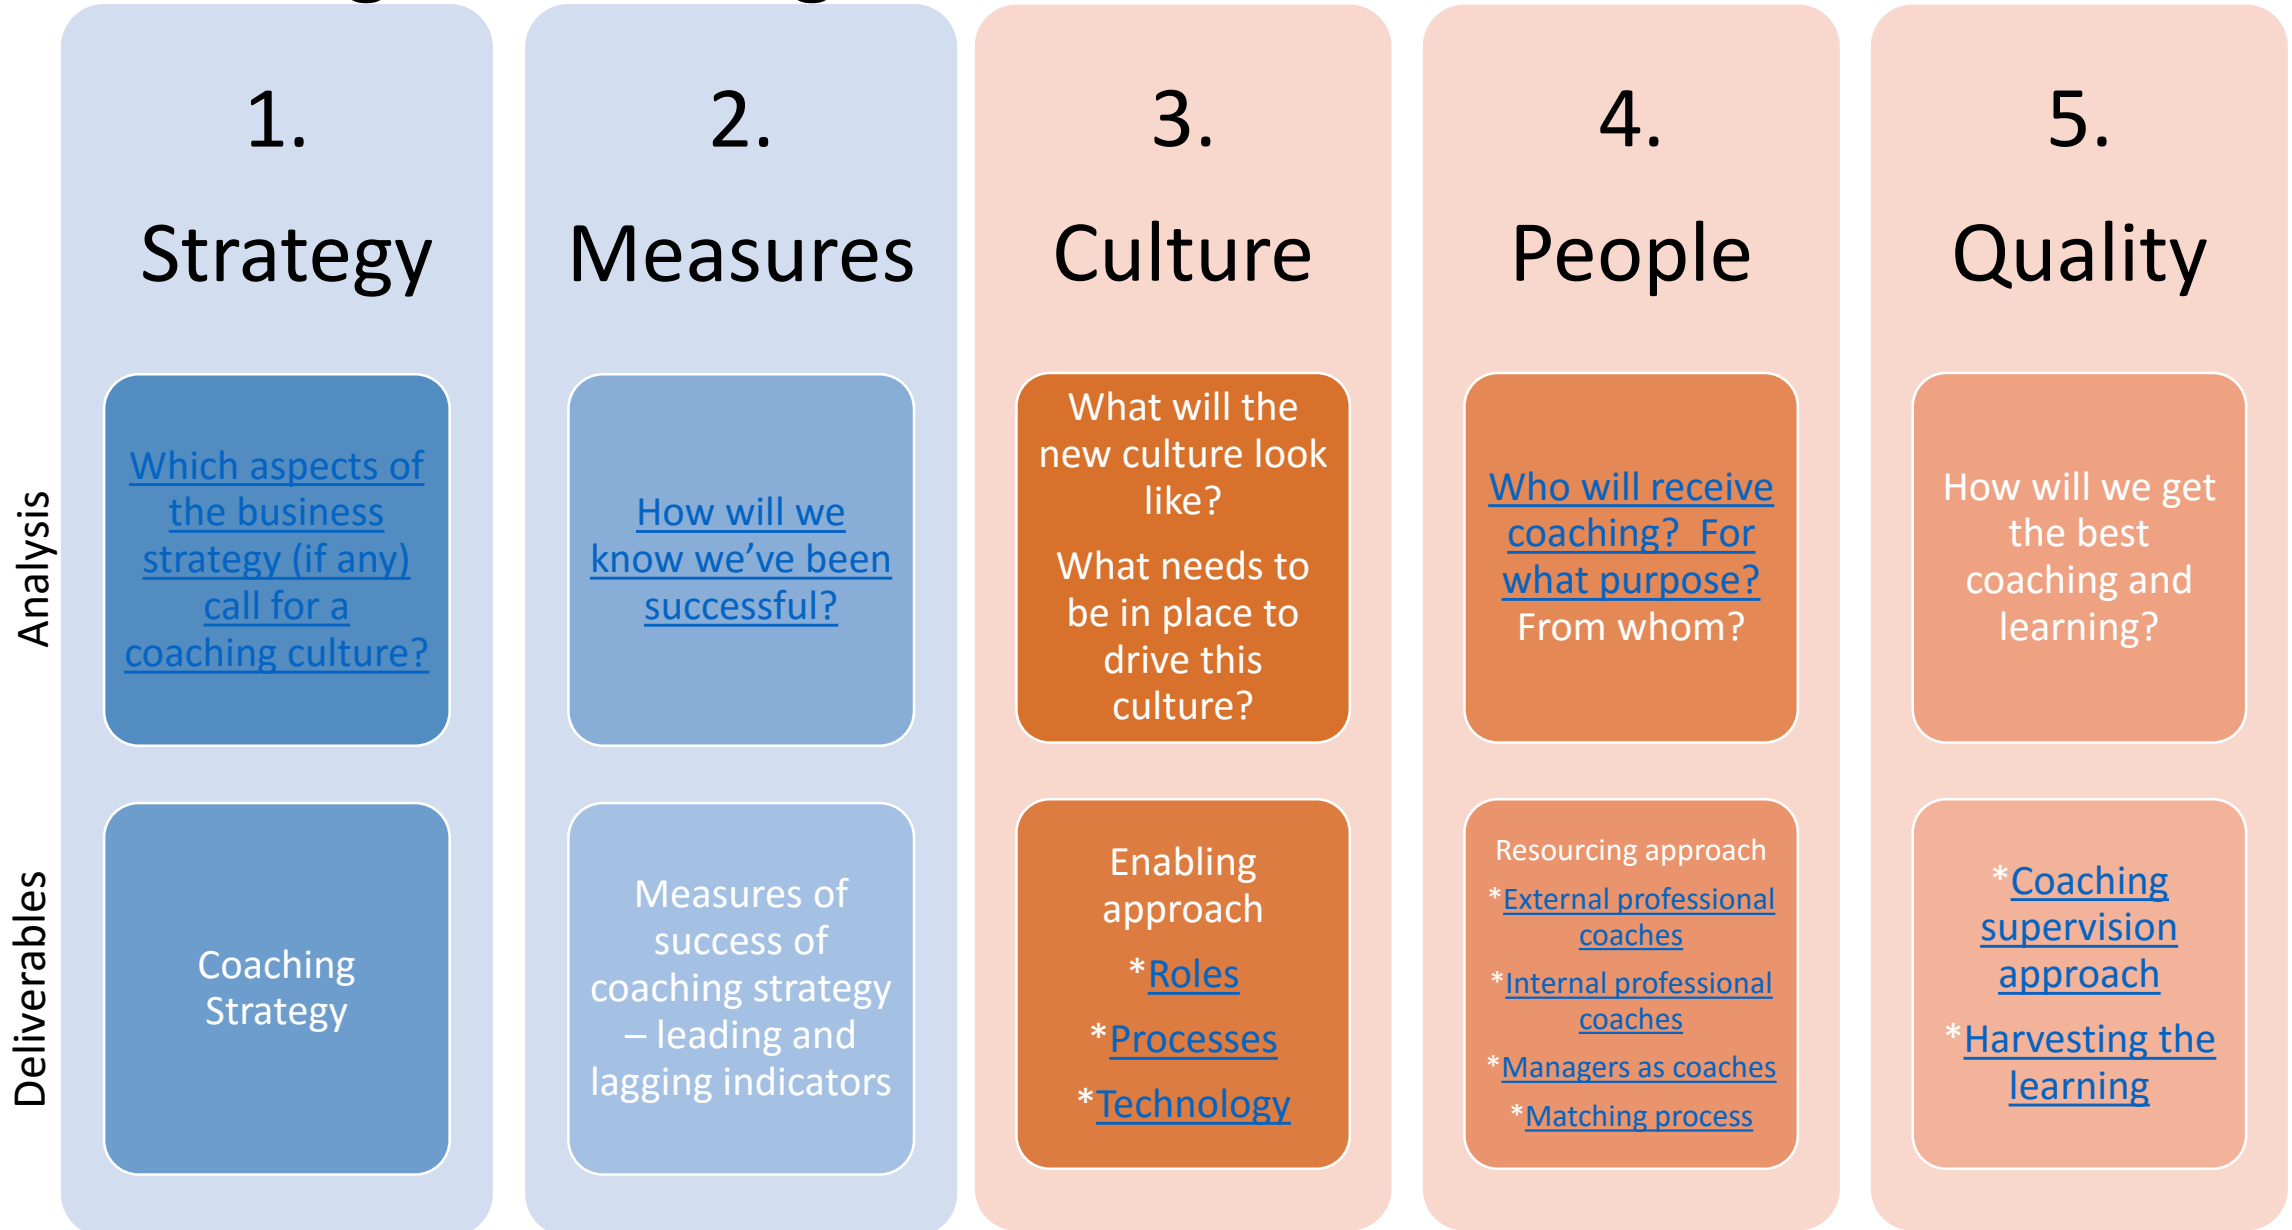 1.
Strategy
2.
Measures
3.
Culture
4.
People
5.
Quality
Analysis
Which aspects of
the business
strategy (if any)
call for a
coaching culture?
How will we
know we’ve been
successful?
What will the
new culture look
like?
What needs to
be in place to
drive this
culture?
Who will receive
coaching?  For
what purpose?
From whom?
How will we get
the best
coaching and
learning?
Deliverables
Coaching
Strategy
Measures of
success of
coaching strategy
– leading and
lagging indicators
Enabling
approach
*Roles
*Processes
*Technology
Resourcing approach
*External professional
coaches
*Internal professional
coaches
*Managers as coaches
*Matching process
*Coaching
supervision
approach
*Harvesting the
learning